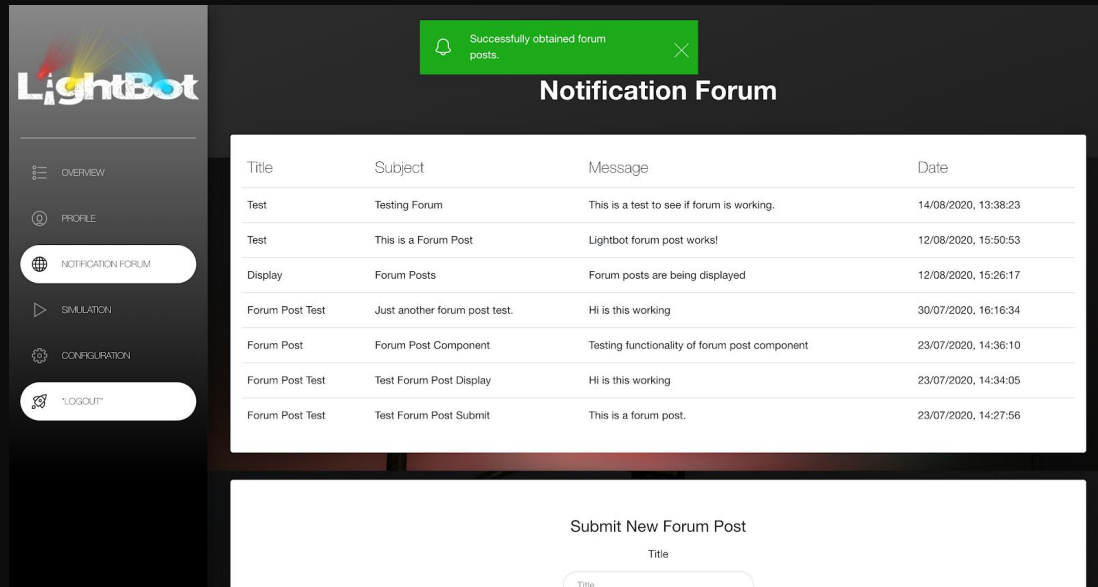 LightBot
Successfully obtained forum
posts.
Notification Forum
OVERVIEW
PROFILE
NOTIFICATION FORUM
SIMULATION
CONFIGURATION
"LOGOUT"
Title Subject Message Date
Test Testing Forum This is a test to see if forum is working. 14/08/2020, 13:38:23
Test This is a Forum Post Lightbot forum post works! 12/08/2020, 15:50:53
Display Forum Posts Forum posts are being displayed 12/08/2020, 15:26:17
Forum Post Test Just another forum post test. Hi is this working 30/07/2020, 16:16:34
Forum Post Forum Post Component Testing functionality of forum post component 23/07/2020, 14:36:10
Forum Post Test Test Forum Post Display Hi is this working 23/07/2020, 14:34:05
Forum Post Test Test Forum Post Submit This is a forum post. 23/07/2020, 14:27:56
Submit New Forum Post
Title
Title